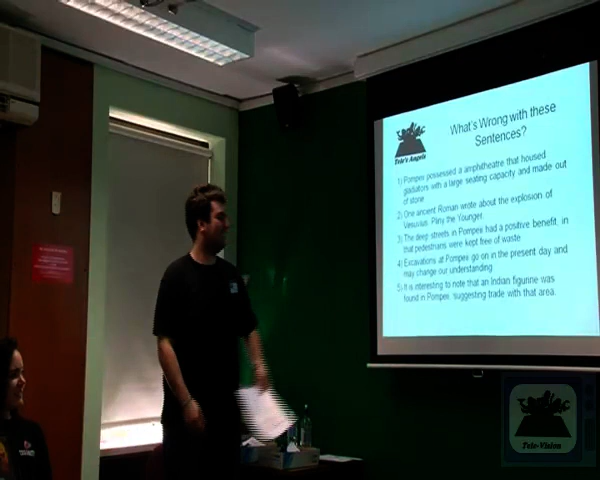 What's Wrong with these
Sentences?
Tele's Angels
1) Pompeii possessed a amphitheatre that housed
gladiators with a large seating capacity and made out
of stone
2) One ancient Roman wrote about the explosion of
Vesuvius, Pliny the Younger.
3) The deep streets in Pompeii had a positive benefit, in
that pedestrians were kept free of waste
4) Excavations at Pompeii go on in the present day and
may change our understanding
5) It is interesting to note that an Indian figurine was
found in Pompeii, suggesting trade with that area.
Tele-Vision